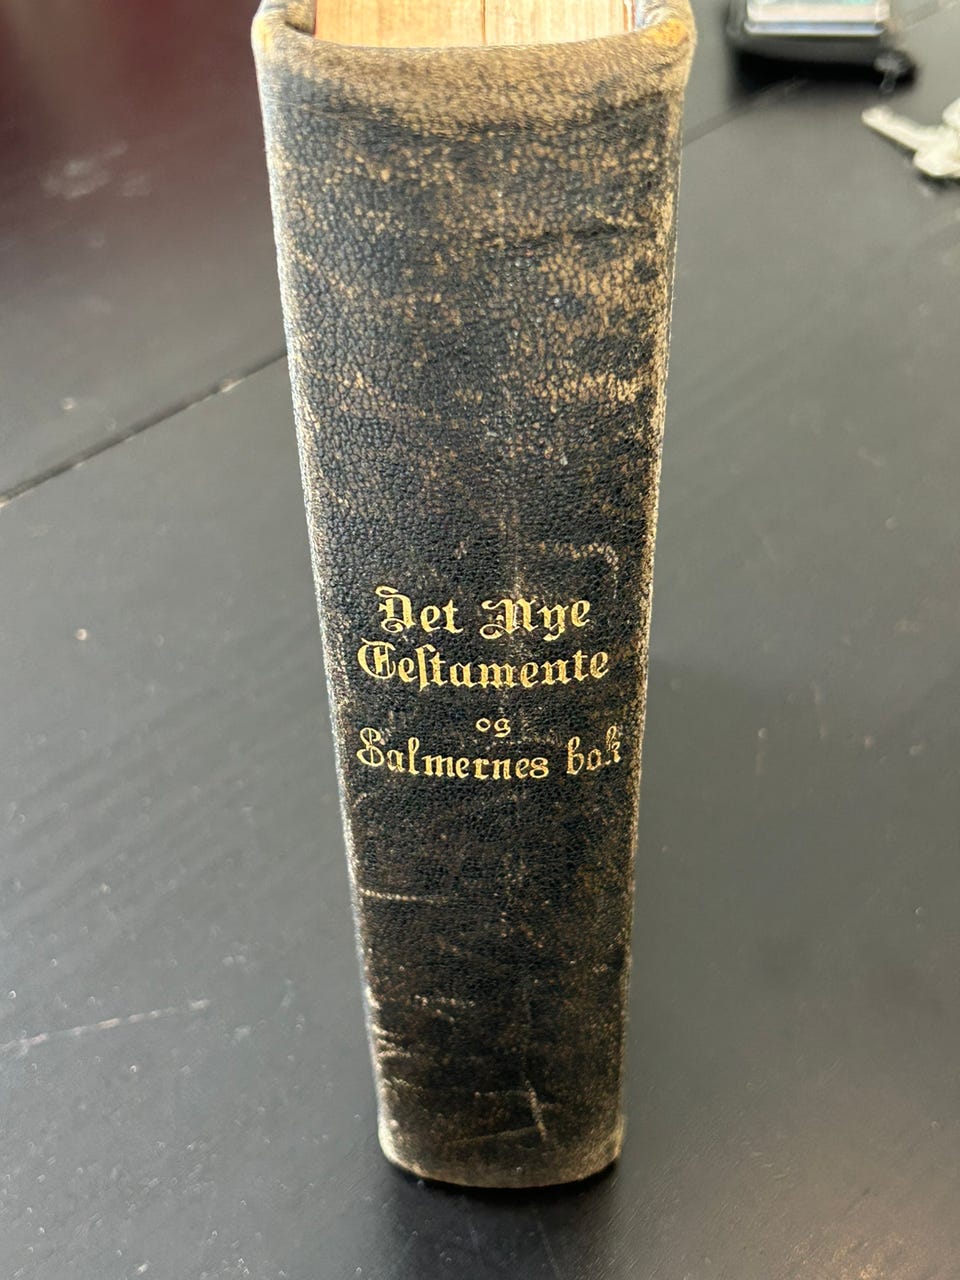 Det Nye
Testamente
og
Salmernes bok